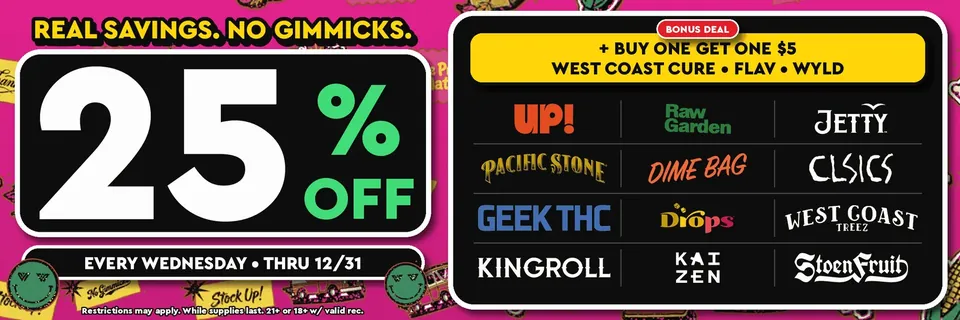 REAL SAVINGS. NO GIMMICKS.
25
%
OFF
EVERY WEDNESDAY • THRU 12/31
No Gimmicks
Stock Up!
Restrictions may apply. While supplies last. 21+ or 18+ w/ valid rec.
BONUS DEAL
+ BUY ONE GET ONE $5
WEST COAST CURE • FLAV • WYLD
UP!
Raw
Garden
JETTY
PACIFIC STONE
DIME BAG
CLSICS
GEEK THC
Drops
WEST COAST
TREEZ
KINGROLL
KAI
ZEN
StoenFruit